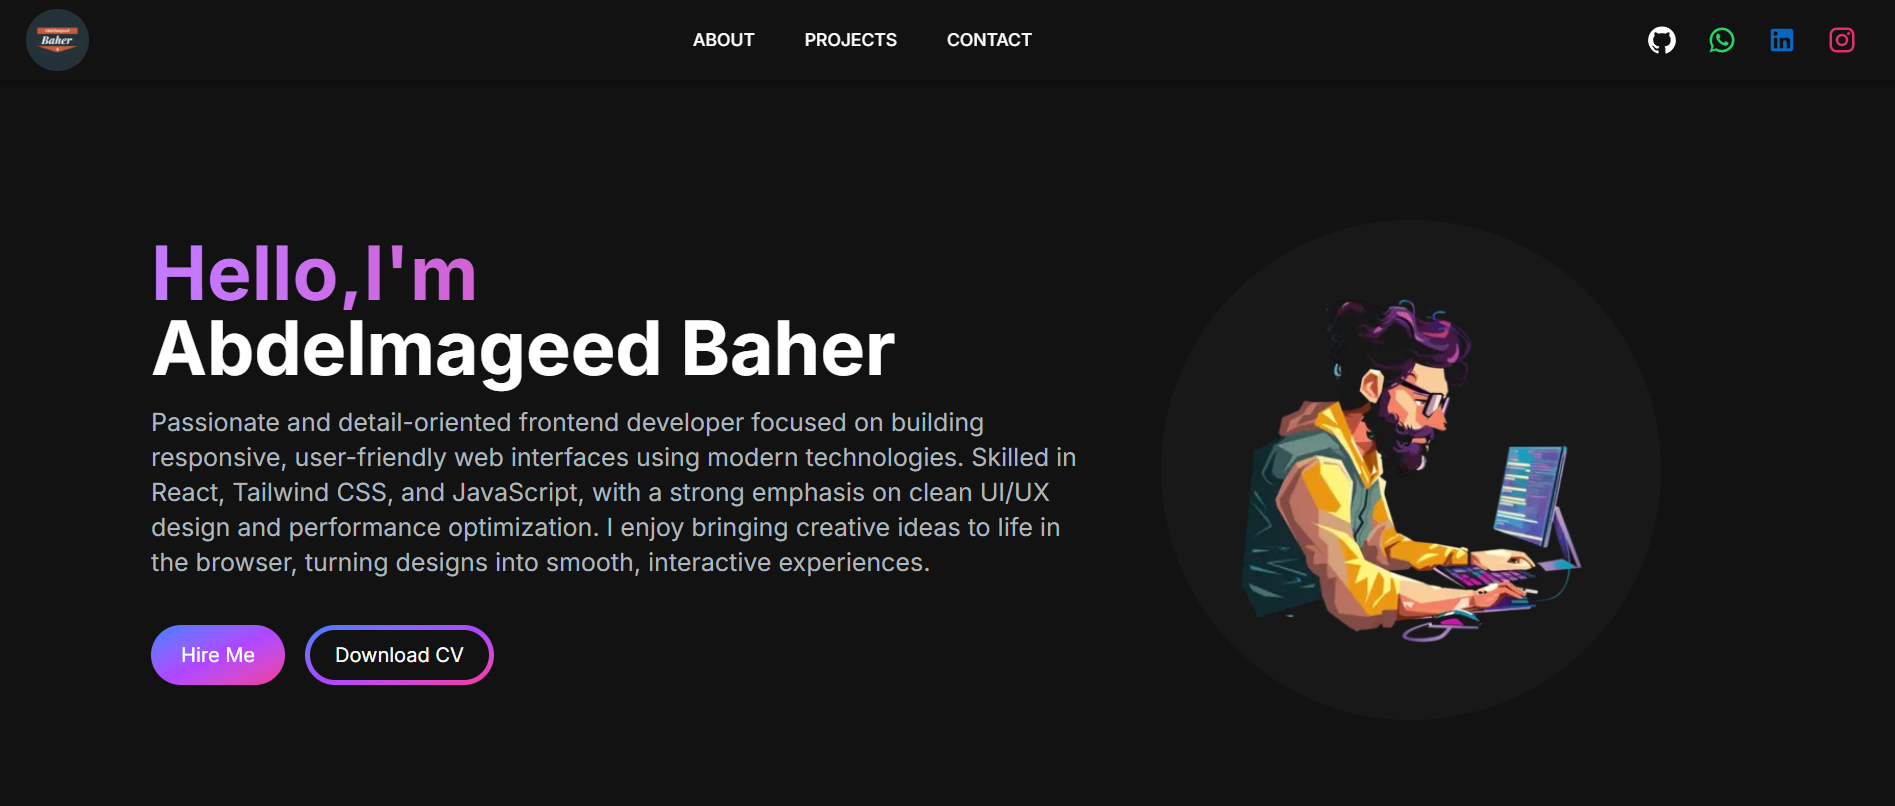 Baher
ABOUT
PROJECTS
CONTACT
Hello,I'm
Abdelmageed Baher
Passionate and detail-oriented frontend developer focused on building
responsive, user-friendly web interfaces using modern technologies. Skilled in
React, Tailwind CSS, and JavaScript, with a strong emphasis on clean UI/UX
design and performance optimization. I enjoy bringing creative ideas to life in
the browser, turning designs into smooth, interactive experiences.
Hire Me
Download CV